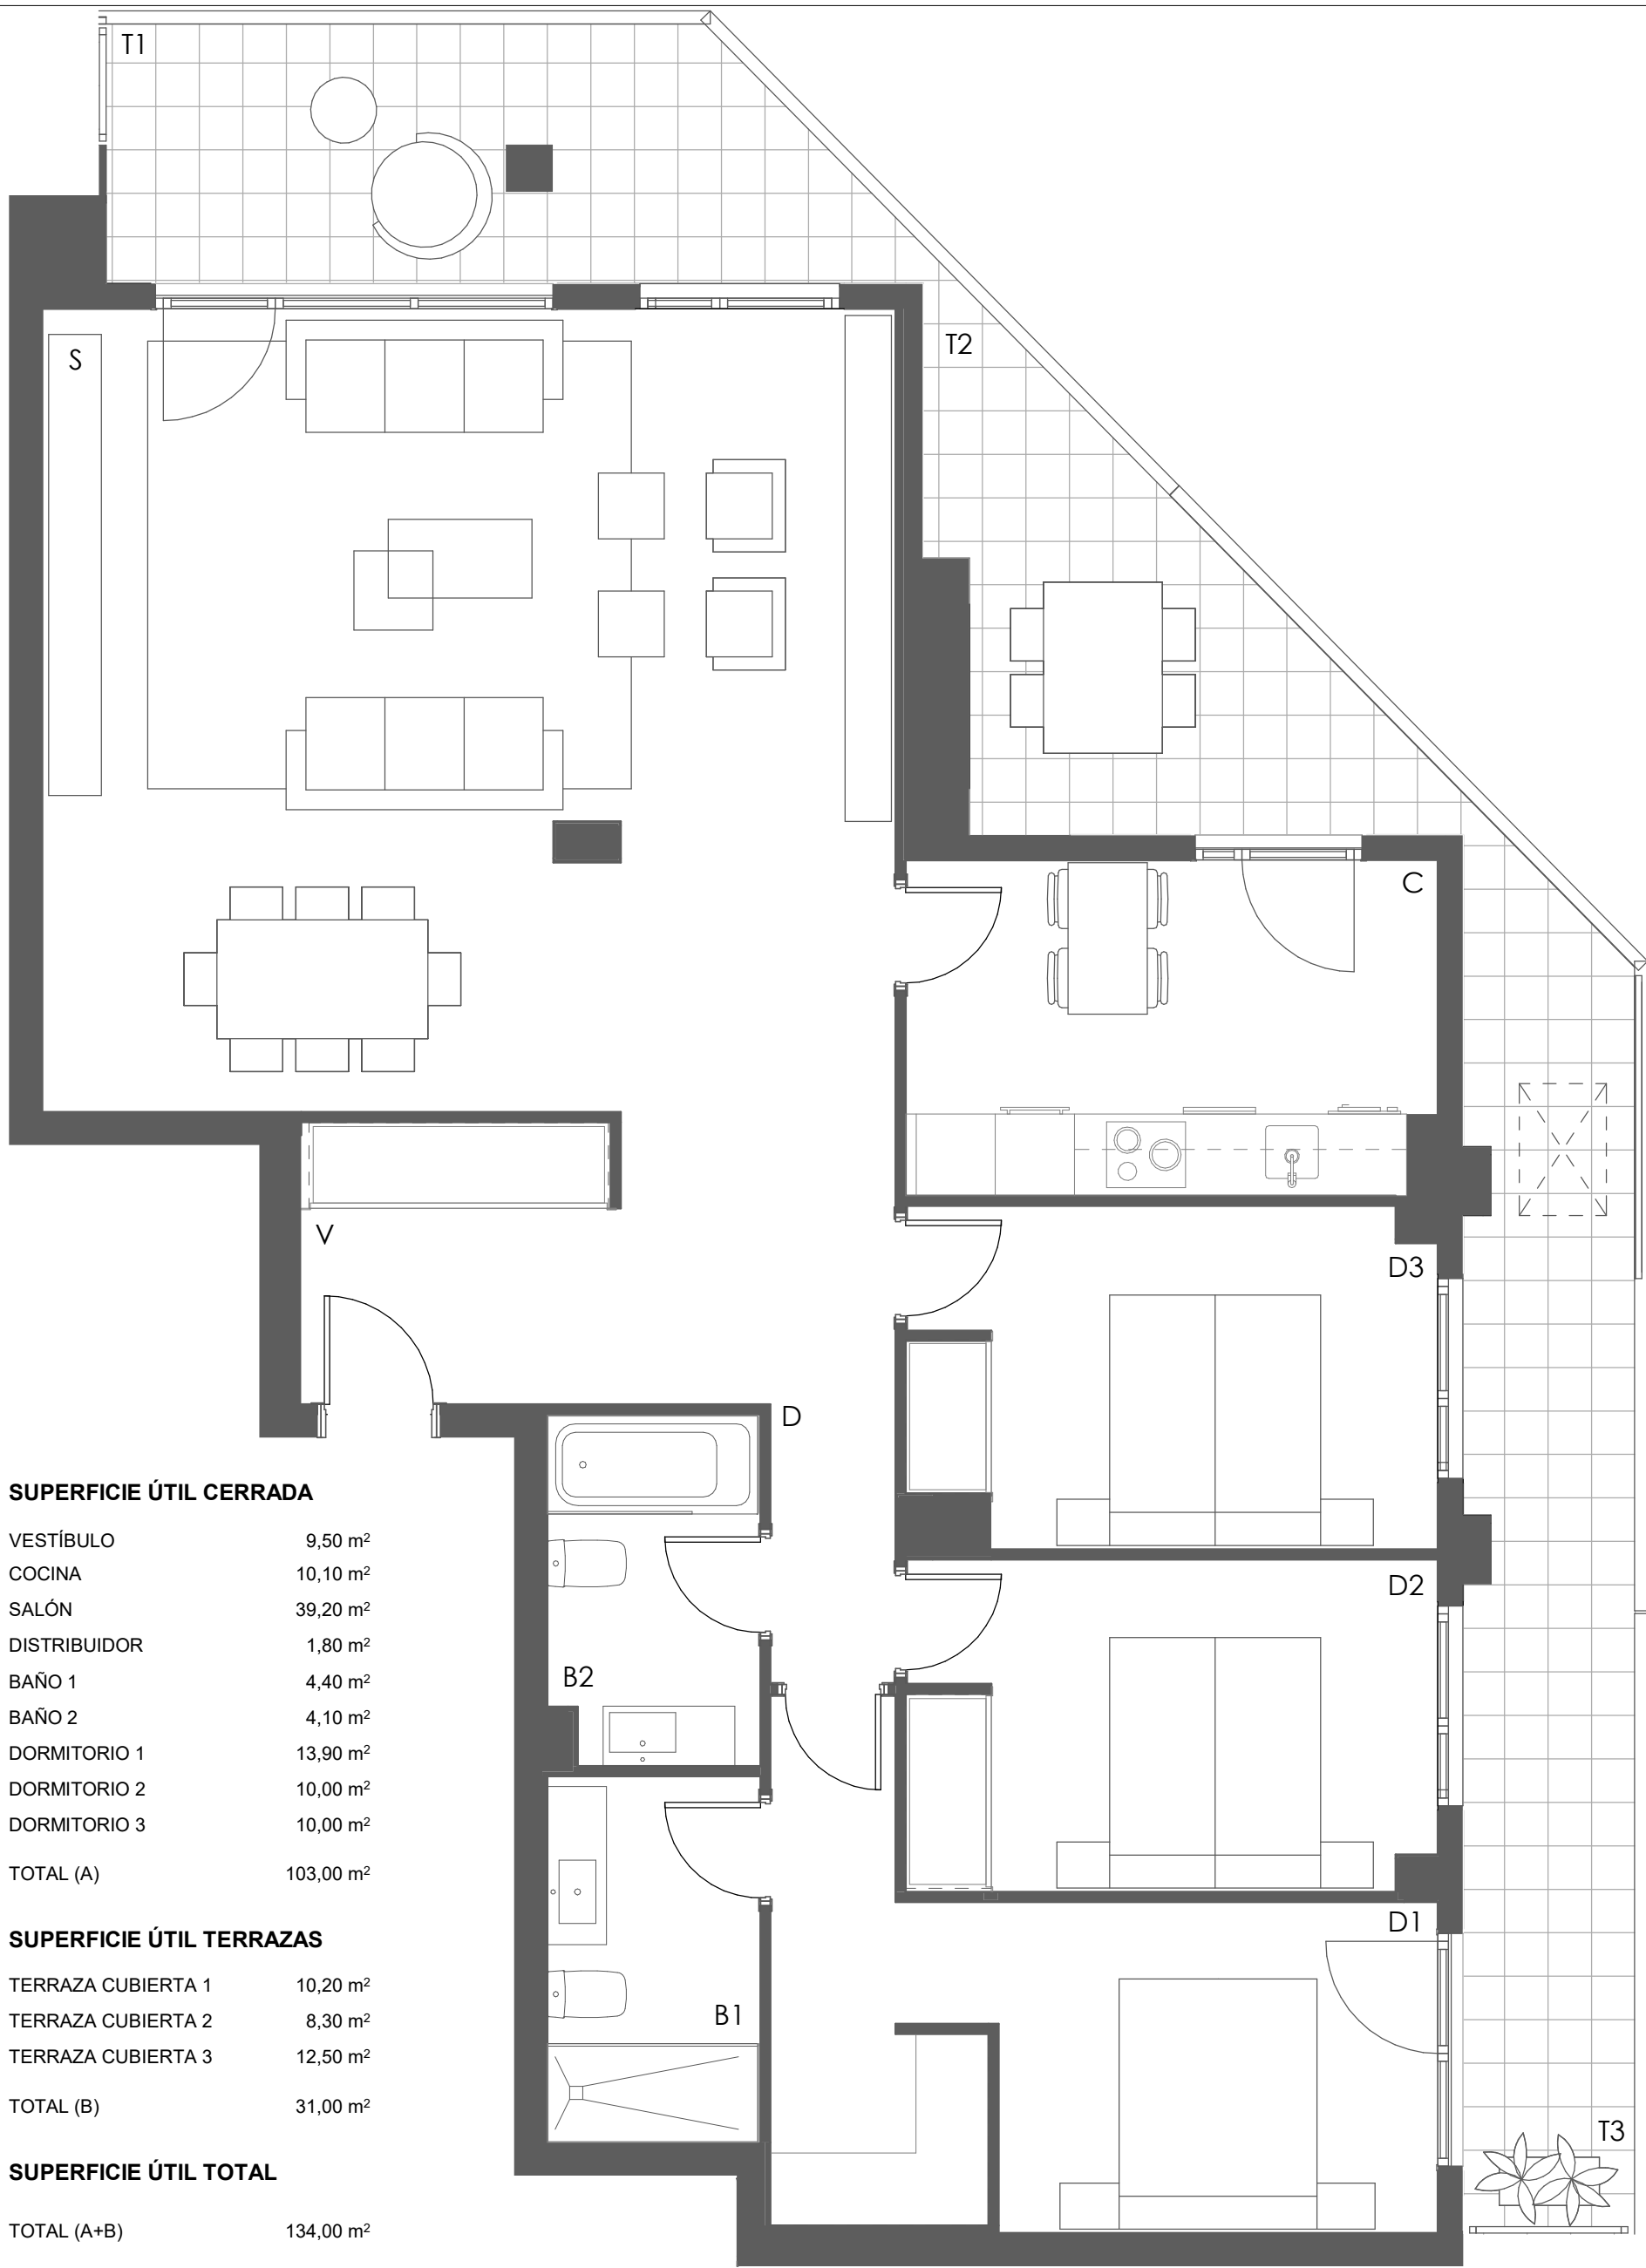 T1
S
T2
C
V
D3
D
SUPERFICIE ÚTIL CERRADA
VESTÍBULO 9,50 m²
COCINA 10,10 m²
SALÓN 39,20 m²
DISTRIBUIDOR 1,80 m²
BAÑO 1 4,40 m²
BAÑO 2 4,10 m²
DORMITORIO 1 13,90 m²
DORMITORIO 2 10,00 m²
DORMITORIO 3 10,00 m²
TOTAL (A) 103,00 m²
D2
B2
D1
B1
SUPERFICIE ÚTIL TERRAZAS
TERRAZA CUBIERTA 1 10,20 m²
TERRAZA CUBIERTA 2 8,30 m²
TERRAZA CUBIERTA 3 12,50 m²
TOTAL (B) 31,00 m²
T3
SUPERFICIE ÚTIL TOTAL
TOTAL (A+B) 134,00 m²